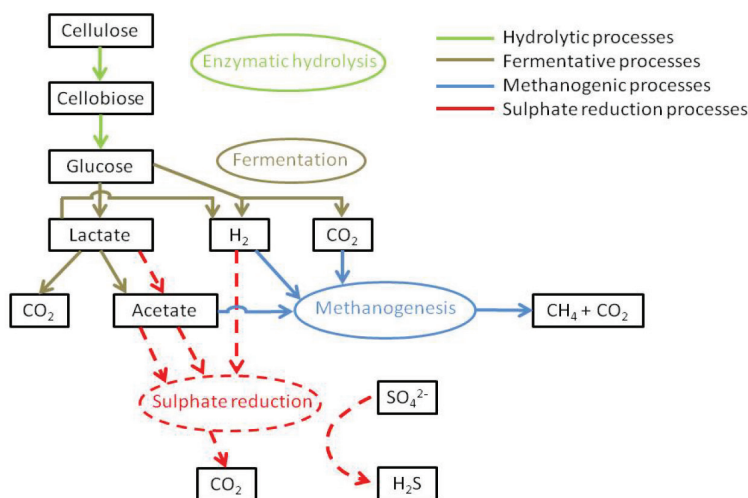 Cellulose
Hydrolytic processes
Enzymatic hydrolysis
Fermentative processes
Methanogenic processes
Cellobiose
Sulphate reduction processes
Glucose
Fermentation
Lactate
H₂
CO₂
CO₂
Acetate
Methanogenesis
CH₄ + CO₂
Sulphate reduction
SO₄²⁻
CO₂
H₂S